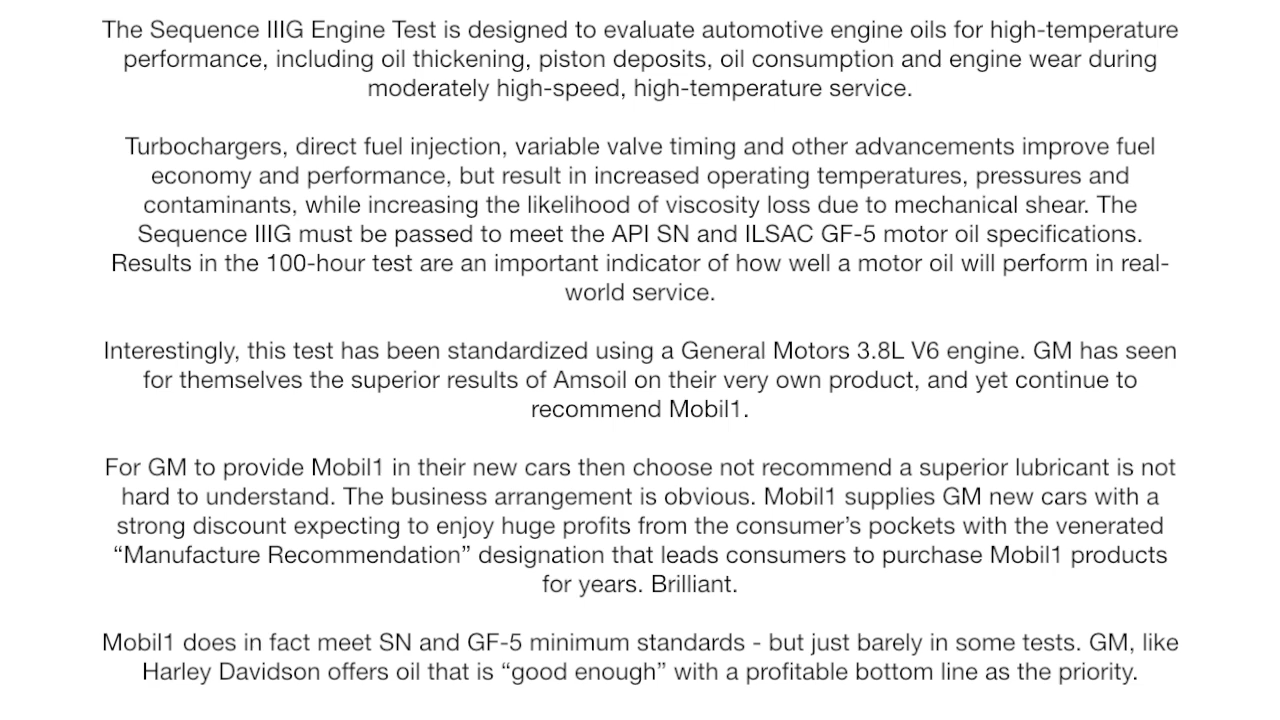 The Sequence IIIG Engine Test is designed to evaluate automotive engine oils for high-temperature
performance, including oil thickening, piston deposits, oil consumption and engine wear during
moderately high-speed, high-temperature service.
Turbochargers, direct fuel injection, variable valve timing and other advancements improve fuel
economy and performance, but result in increased operating temperatures, pressures and
contaminants, while increasing the likelihood of viscosity loss due to mechanical shear. The
Sequence IIIG must be passed to meet the API SN and ILSAC GF-5 motor oil specifications.
Results in the 100-hour test are an important indicator of how well a motor oil will perform in real-
world service.
Interestingly, this test has been standardized using a General Motors 3.8L V6 engine. GM has seen
for themselves the superior results of Amsoil on their very own product, and yet continue to
recommend Mobil1.
For GM to provide Mobil1 in their new cars then choose not recommend a superior lubricant is not
hard to understand. The business arrangement is obvious. Mobil1 supplies GM new cars with a
strong discount expecting to enjoy huge profits from the consumer’s pockets with the venerated
“Manufacture Recommendation” designation that leads consumers to purchase Mobil1 products
for years. Brilliant.
Mobil1 does in fact meet SN and GF-5 minimum standards - but just barely in some tests. GM, like
Harley Davidson offers oil that is “good enough” with a profitable bottom line as the priority.